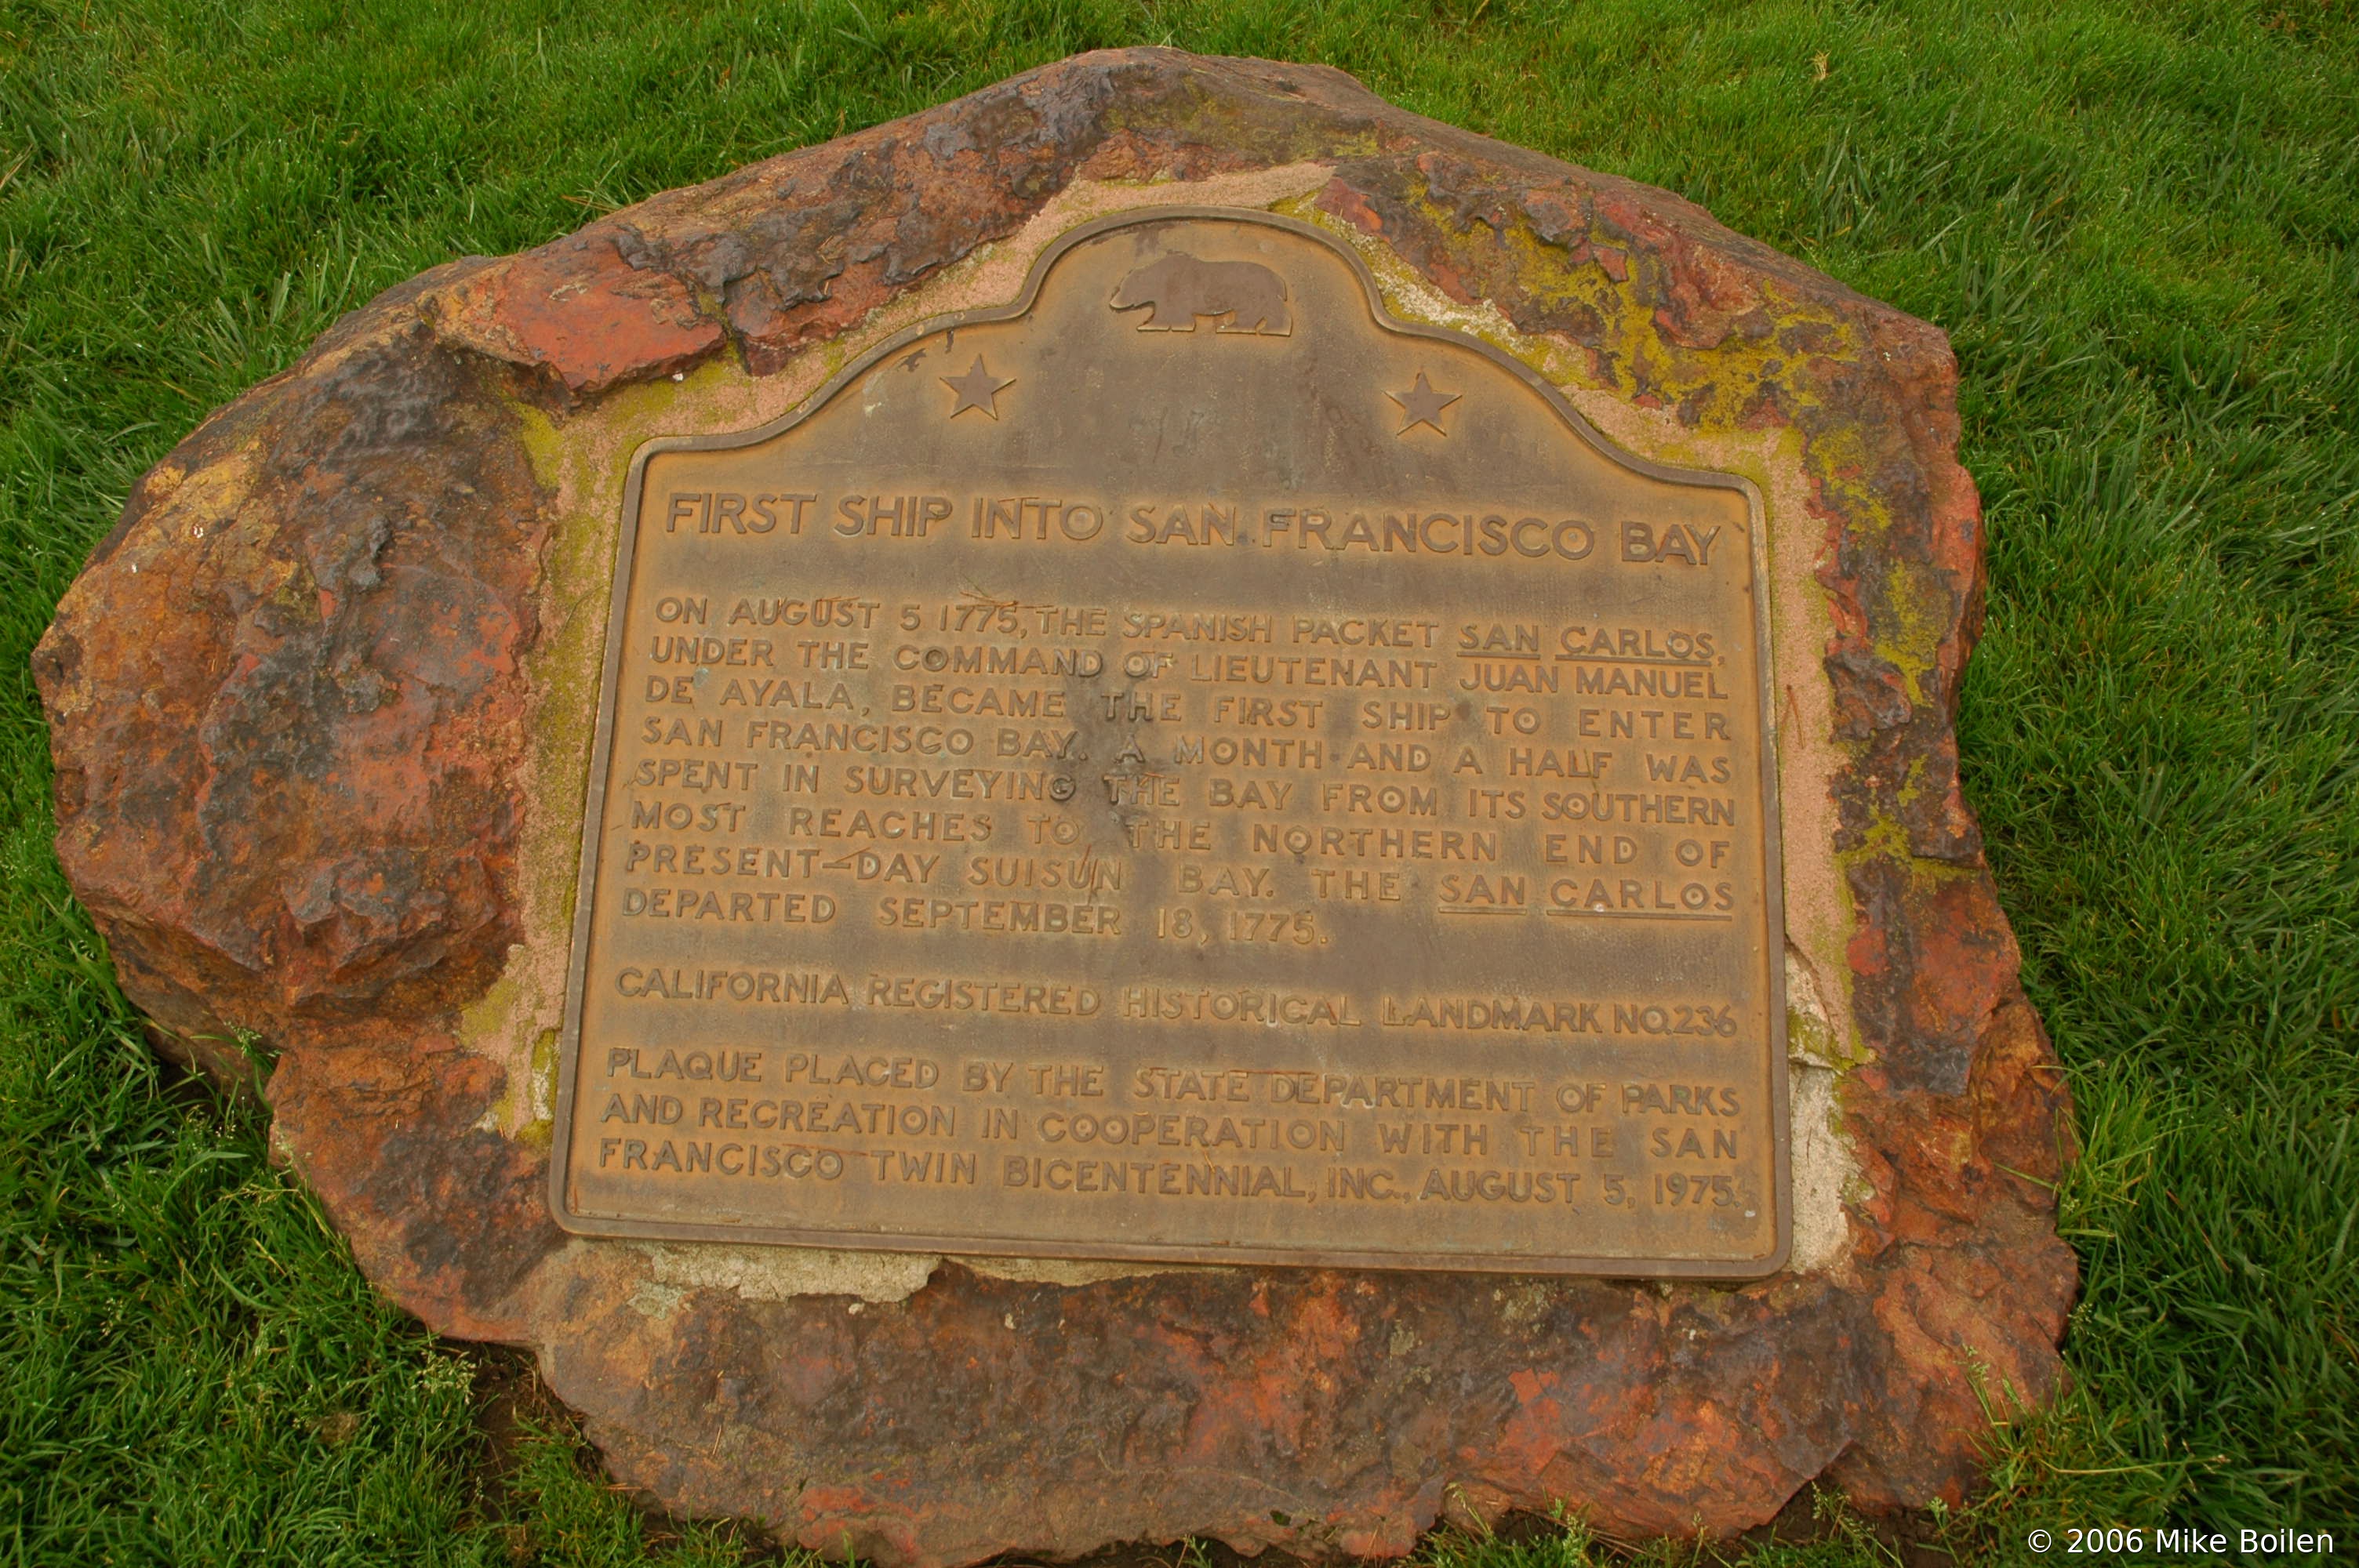 FIRST SHIP INTO SAN FRANCISCO BAY
ON AUGUST 5 1775, THE SPANISH PACKET SAN CARLOS,
UNDER THE COMMAND OF LIEUTENANT JUAN MANUEL
DE AYALA, BECAME THE FIRST SHIP TO ENTER
SAN FRANCISCO BAY. A MONTH AND A HALF WAS
SPENT IN SURVEYING THE BAY FROM ITS SOUTHERN
MOST REACHES TO THE NORTHERN END OF
PRESENT-DAY SUISUN BAY. THE SAN CARLOS
DEPARTED SEPTEMBER 18, 1775.
CALIFORNIA REGISTERED HISTORICAL LANDMARK NO.236
PLAQUE PLACED BY THE STATE DEPARTMENT OF PARKS
AND RECREATION IN COOPERATION WITH THE SAN
FRANCISCO TWIN BICENTENNIAL, INC., AUGUST 5, 1975.
© 2006 Mike Boilen